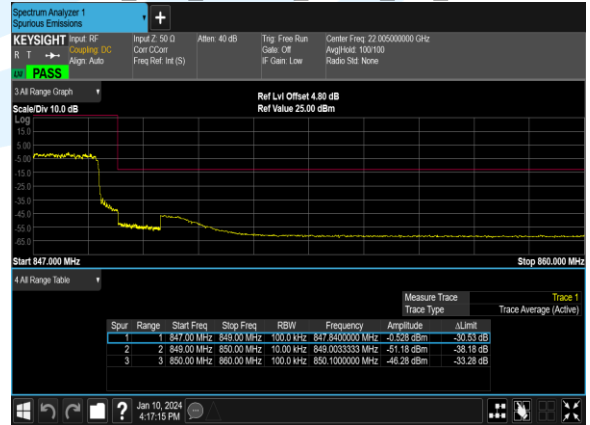 Spectrum Analyzer 1
Spurious Emissions
KEYSIGHT Input: RF Input Z: 50 Ω Atten: 40 dB Trig: Free Run Center Freq: 22.005000000 GHz
R T Coupling: DC Corr CCorr Gate: Off Avg|Hold: 100/100
Align: Auto Freq Ref: Int (S) IF Gain: Low Radio Std: None
PASS
3 All Range Graph
Ref Lvl Offset 4.80 dB
Scale/Div 10.0 dB Ref Value 25.00 dBm
Log
15.0
5.00
-5.00
-15.0
-25.0
-35.0
-45.0
-55.0
-65.0
Start 847.000 MHz Stop 860.000 MHz
4 All Range Table
Measure Trace Trace 1
Trace Type Trace Average (Active)
Spur Range Start Freq Stop Freq RBW Frequency Amplitude ΔLimit
1 1 847.00 MHz 849.00 MHz 100.0 kHz 847.8400000 MHz -0.528 dBm -30.53 dB
2 2 849.00 MHz 850.00 MHz 10.00 kHz 849.0033333 MHz -51.18 dBm -38.18 dB
3 3 850.00 MHz 860.00 MHz 100.0 kHz 850.1000000 MHz -46.28 dBm -33.28 dB
Jan 10, 2024
4:17:15 PM